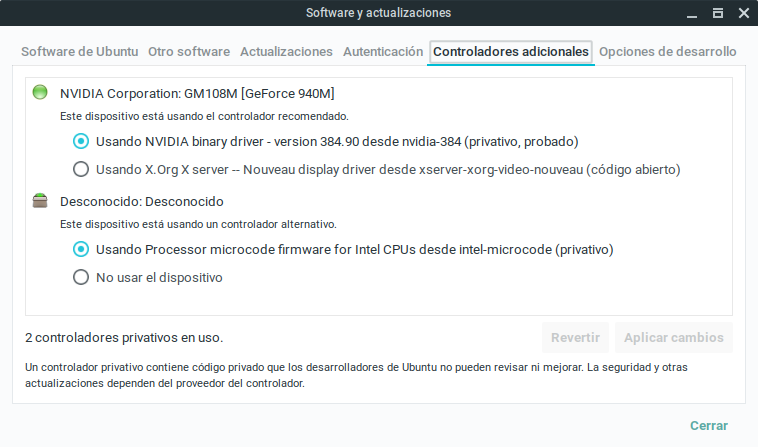 Software y actualizaciones
Software de Ubuntu Otro software Actualizaciones Autenticación Controladores adicionales Opciones de desarrollo
NVIDIA Corporation: GM108M [GeForce 940M]
Este dispositivo está usando el controlador recomendado.
Usando NVIDIA binary driver - version 384.90 desde nvidia-384 (privativo, probado)
Usando X.Org X server -- Nouveau display driver desde xserver-xorg-video-nouveau (código abierto)
Desconocido: Desconocido
Este dispositivo está usando un controlador alternativo.
Usando Processor microcode firmware for Intel CPUs desde intel-microcode (privativo)
No usar el dispositivo
2 controladores privativos en uso.
Revertir Aplicar cambios
Un controlador privativo contiene código privado que los desarrolladores de Ubuntu no pueden revisar ni mejorar. La seguridad y otras
actualizaciones dependen del proveedor del controlador.
Cerrar